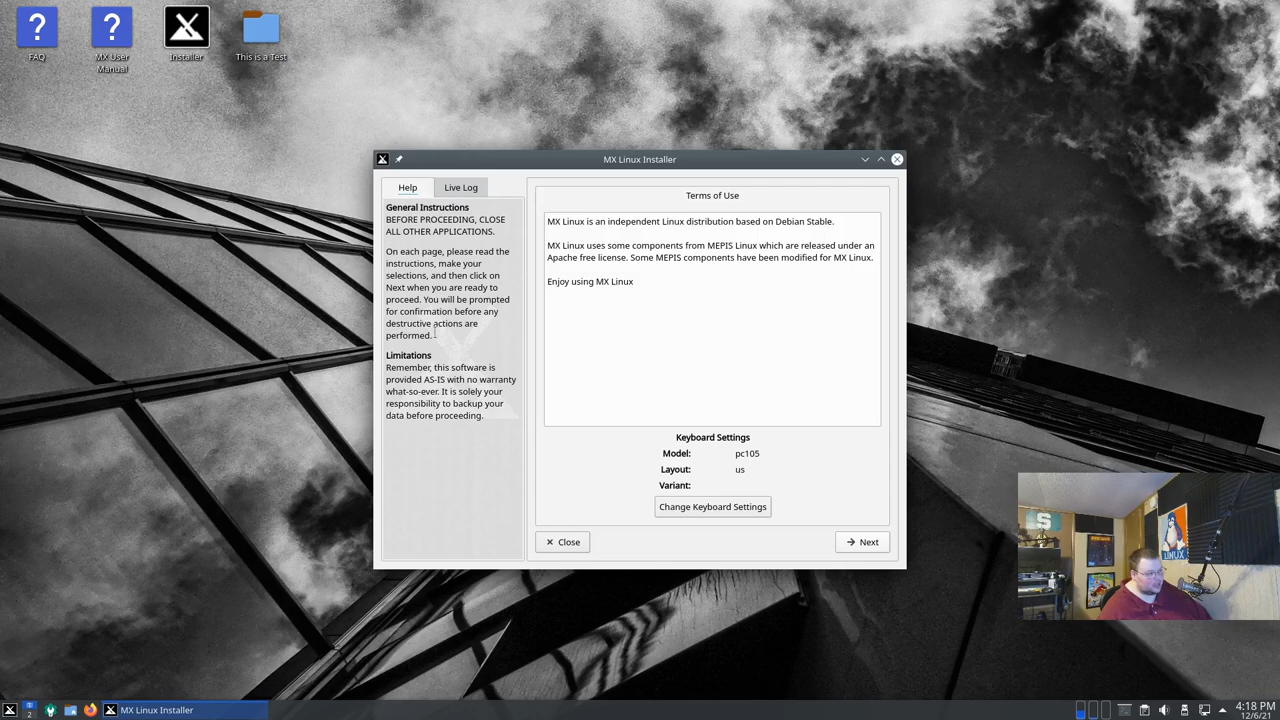 FAQ
MX User
Manual
Installer
This is a Test
MX Linux Installer
Help
Live Log
General Instructions
BEFORE PROCEEDING, CLOSE
ALL OTHER APPLICATIONS.
On each page, please read the
instructions, make your
selections, and then click on
Next when you are ready to
proceed. You will be prompted
for confirmation before any
destructive actions are
performed.
Limitations
Remember, this software is
provided AS-IS with no warranty
what-so-ever. It is solely your
responsibility to backup your
data before proceeding.
Terms of Use
MX Linux is an independent Linux distribution based on Debian Stable.
MX Linux uses some components from MEPIS Linux which are released under an
Apache free license. Some MEPIS components have been modified for MX Linux.
Enjoy using MX Linux
Keyboard Settings
Model: pc105
Layout: us
Variant:
Change Keyboard Settings
Close
Next
S
LINUX
2
MX Linux Installer
4:18 PM
12/6/21